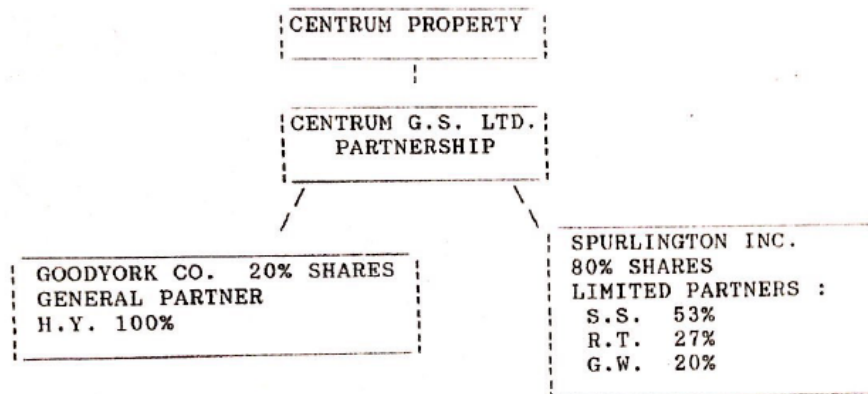 CENTRUM PROPERTY
CENTRUM G.S. LTD.
PARTNERSHIP
GOODYORK CO. 20% SHARES
GENERAL PARTNER
H.Y. 100%
SPURLINGTON INC.
80% SHARES
LIMITED PARTNERS :
S.S. 53%
R.T. 27%
G.W. 20%